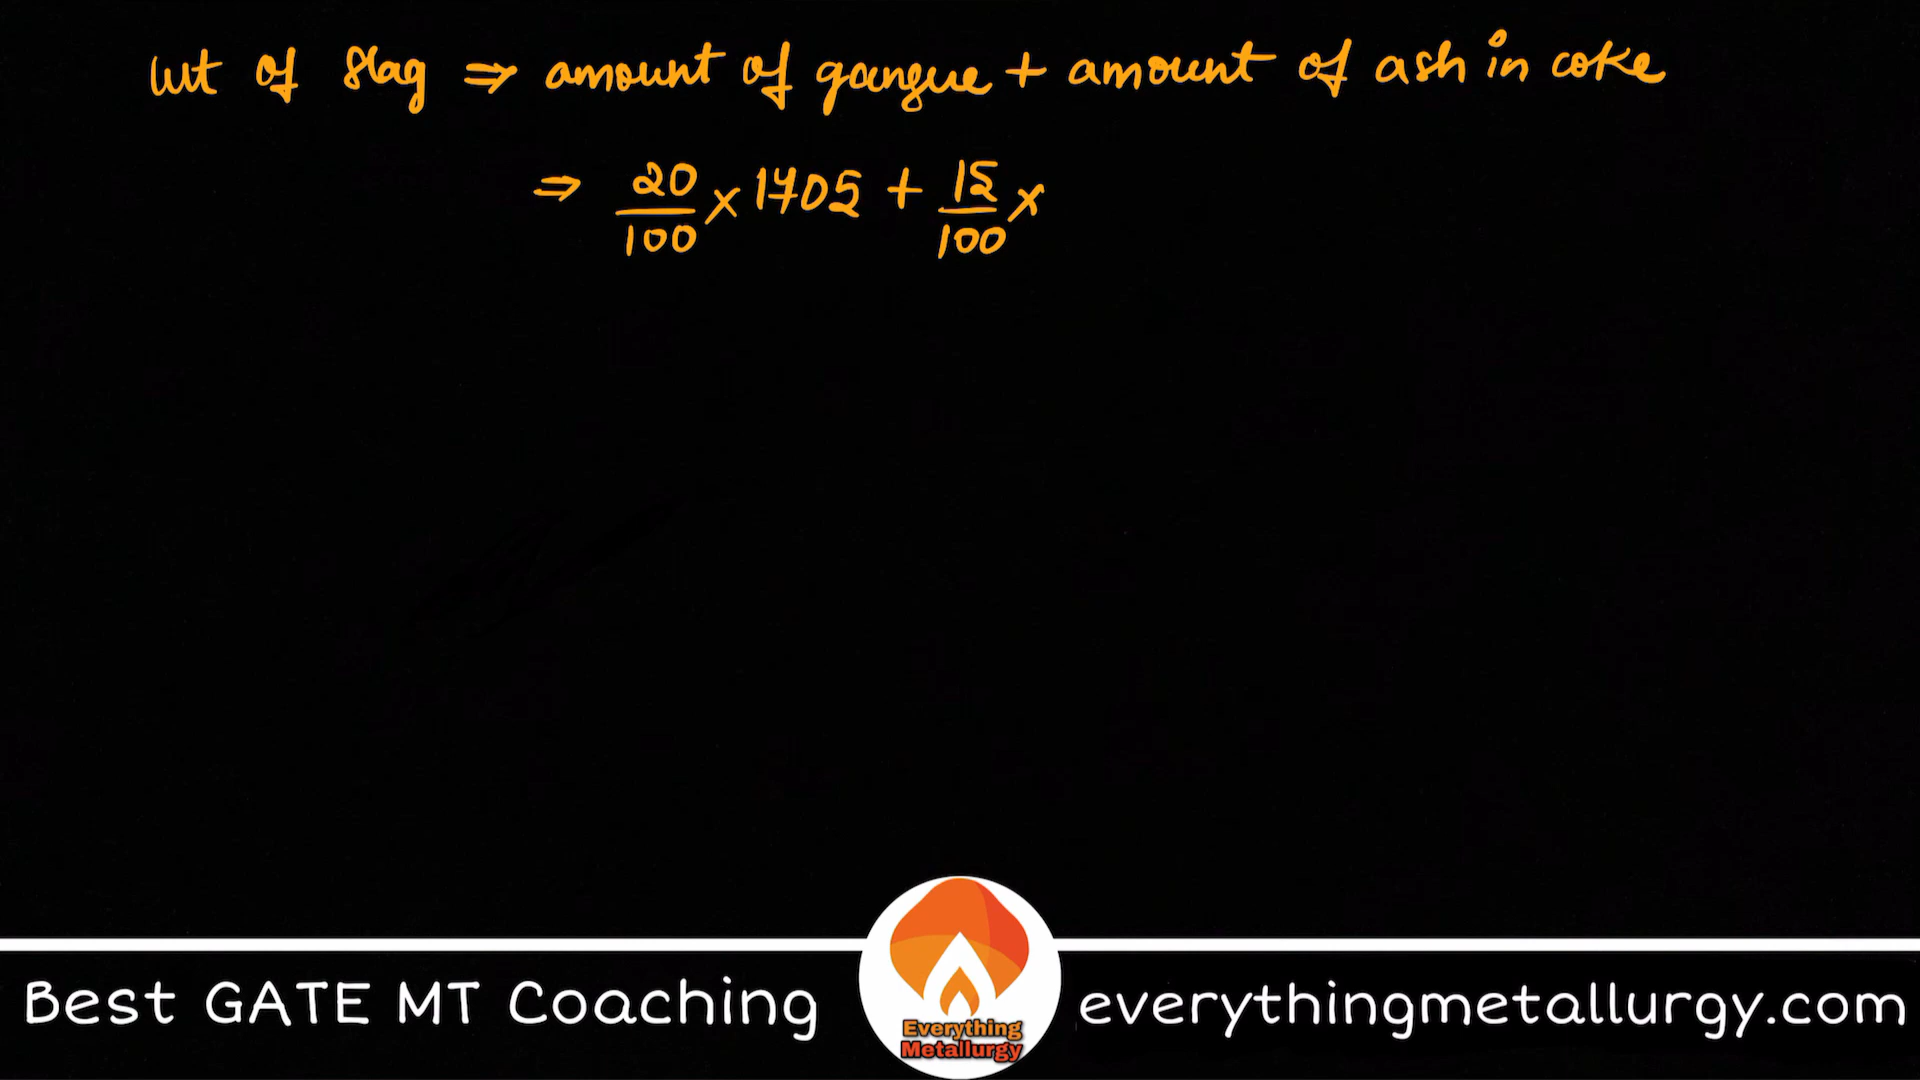 wt of slag ⇒ amount of gangue + amount of ash in coke
⇒ 20/100 × 1705 + 15/100 ×
Best GATE MT Coaching
Everything
Metallurgy
everythingmetallurgy.com